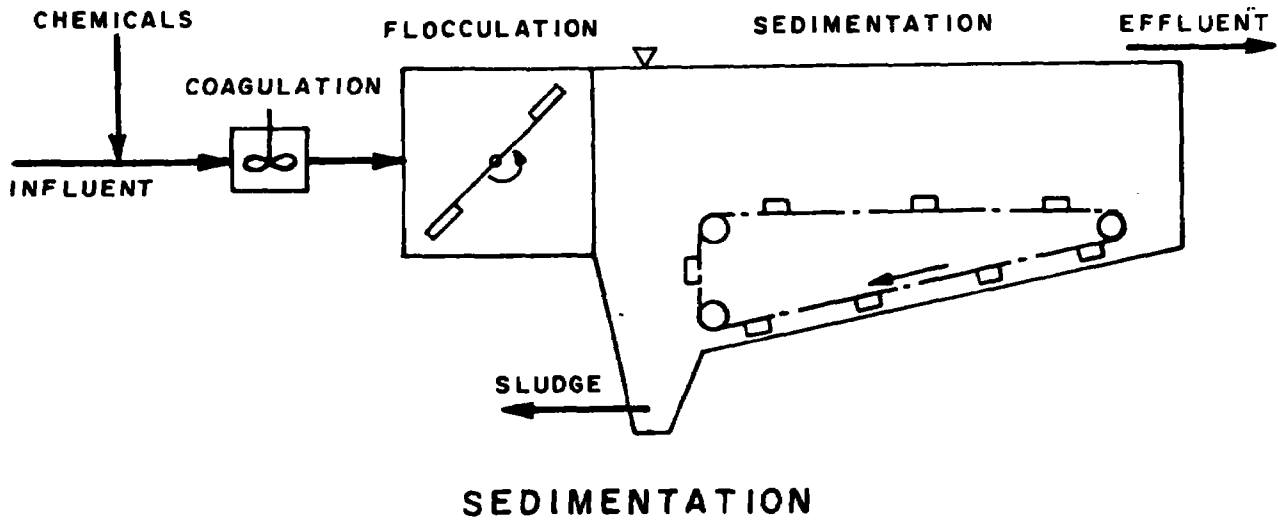 CHEMICALS
FLOCCULATION
SEDIMENTATION
EFFLUENT
COAGULATION
INFLUENT
SLUDGE
SEDIMENTATION